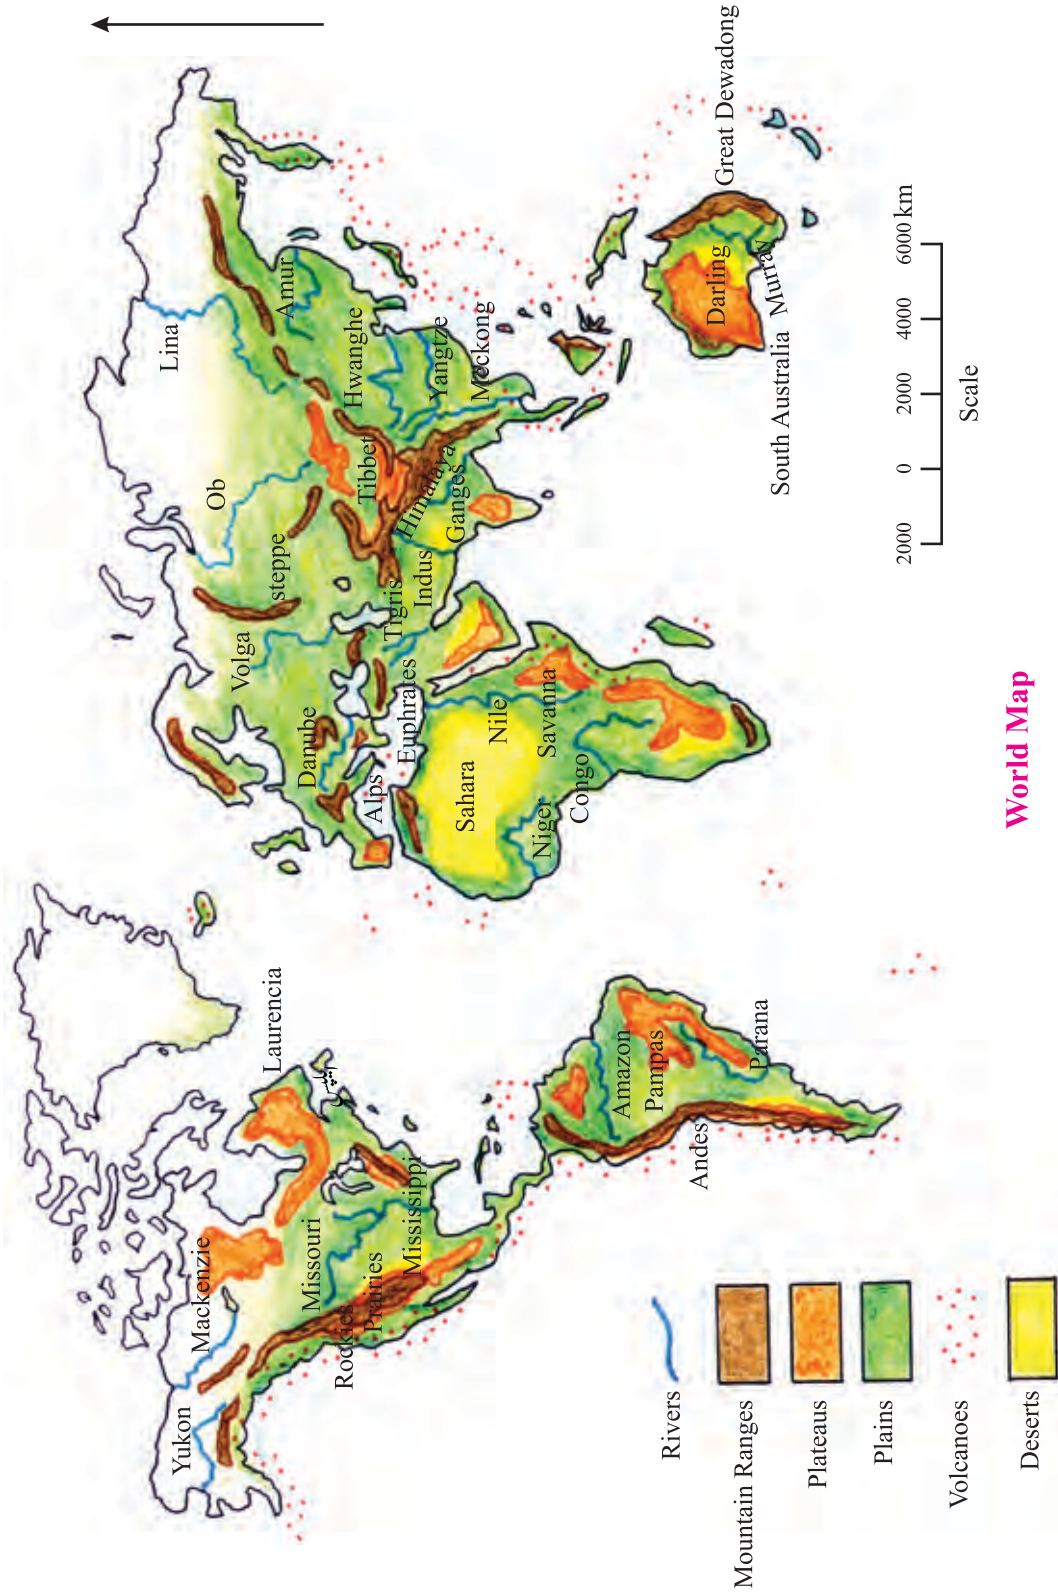 Yukon
Mackenzie
Laurencia
Missouri
Rockies
Prairies
Mississippi
Amazon
Pampas
Parana
Andes
Lina
Ob
Amur
steppe
Volga
Hwanghe
Yangtze
Meckong
Tibbet
Himalaya
Ganges
Indus
Tigris
Euphrates
Danube
Alps
Sahara
Nile
Savanna
Niger
Congo
Great Dewadong
Darling
Murray
South Australia
Rivers
Mountain Ranges
Plateaus
Plains
Volcanoes
Deserts
2000 0 2000 4000 6000 km
Scale
World Map